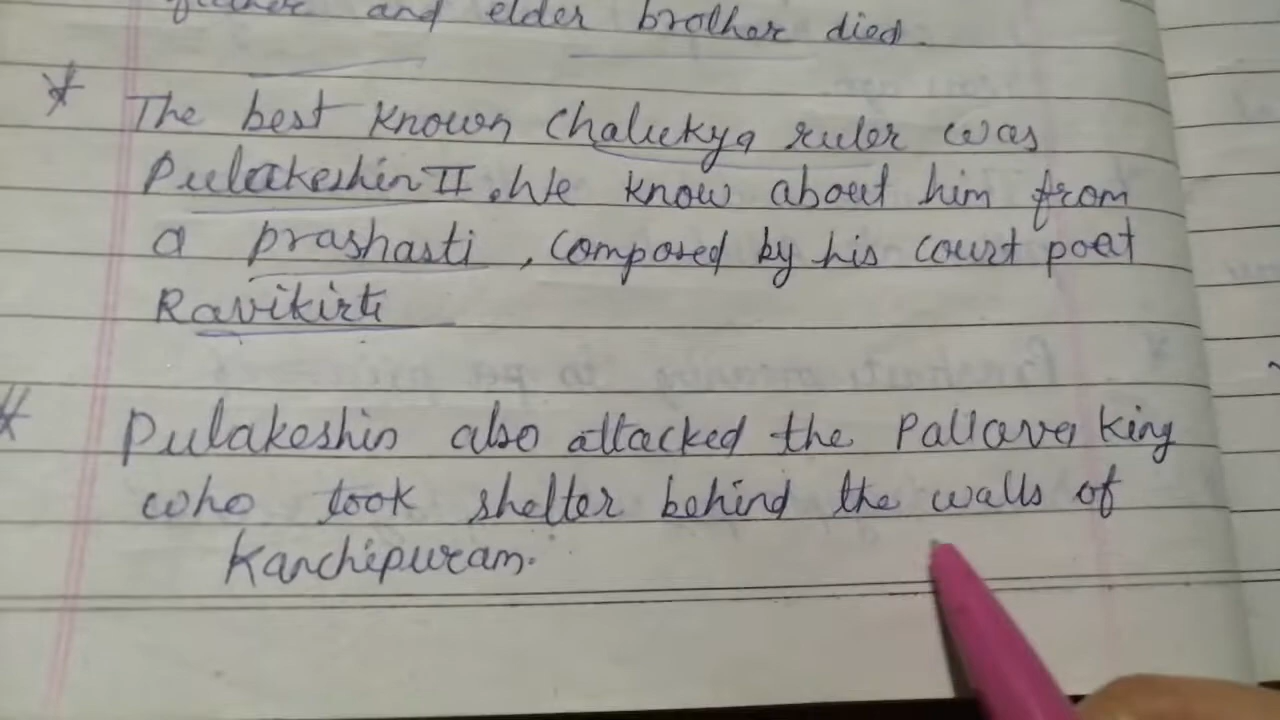 and elder brother died.
* The best known Chalukya ruler was
Pulakeshin II. We know about him from
a prashasti, composed by his court poet
Ravikirti
* Pulakeshin also attacked the Pallava King
who took shelter behind the walls of
Kanchipuram.